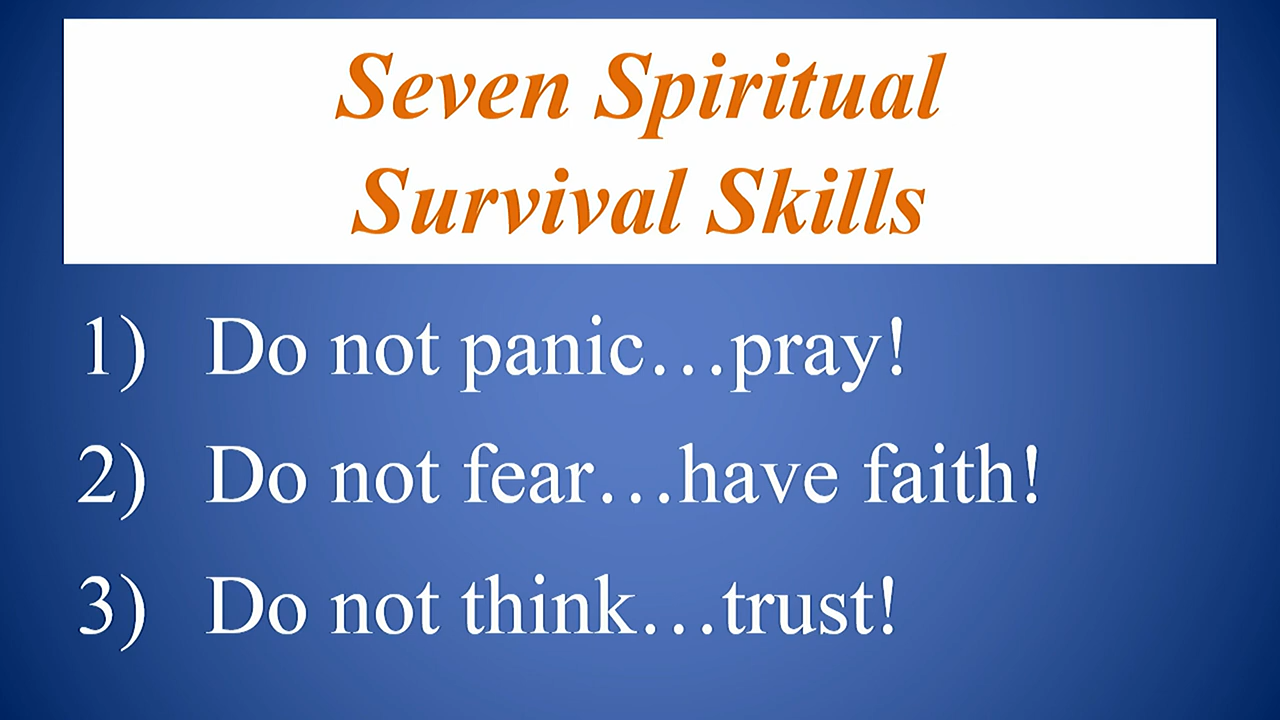 Seven Spiritual
Survival Skills
1) Do not panic…pray!
2) Do not fear…have faith!
3) Do not think…trust!